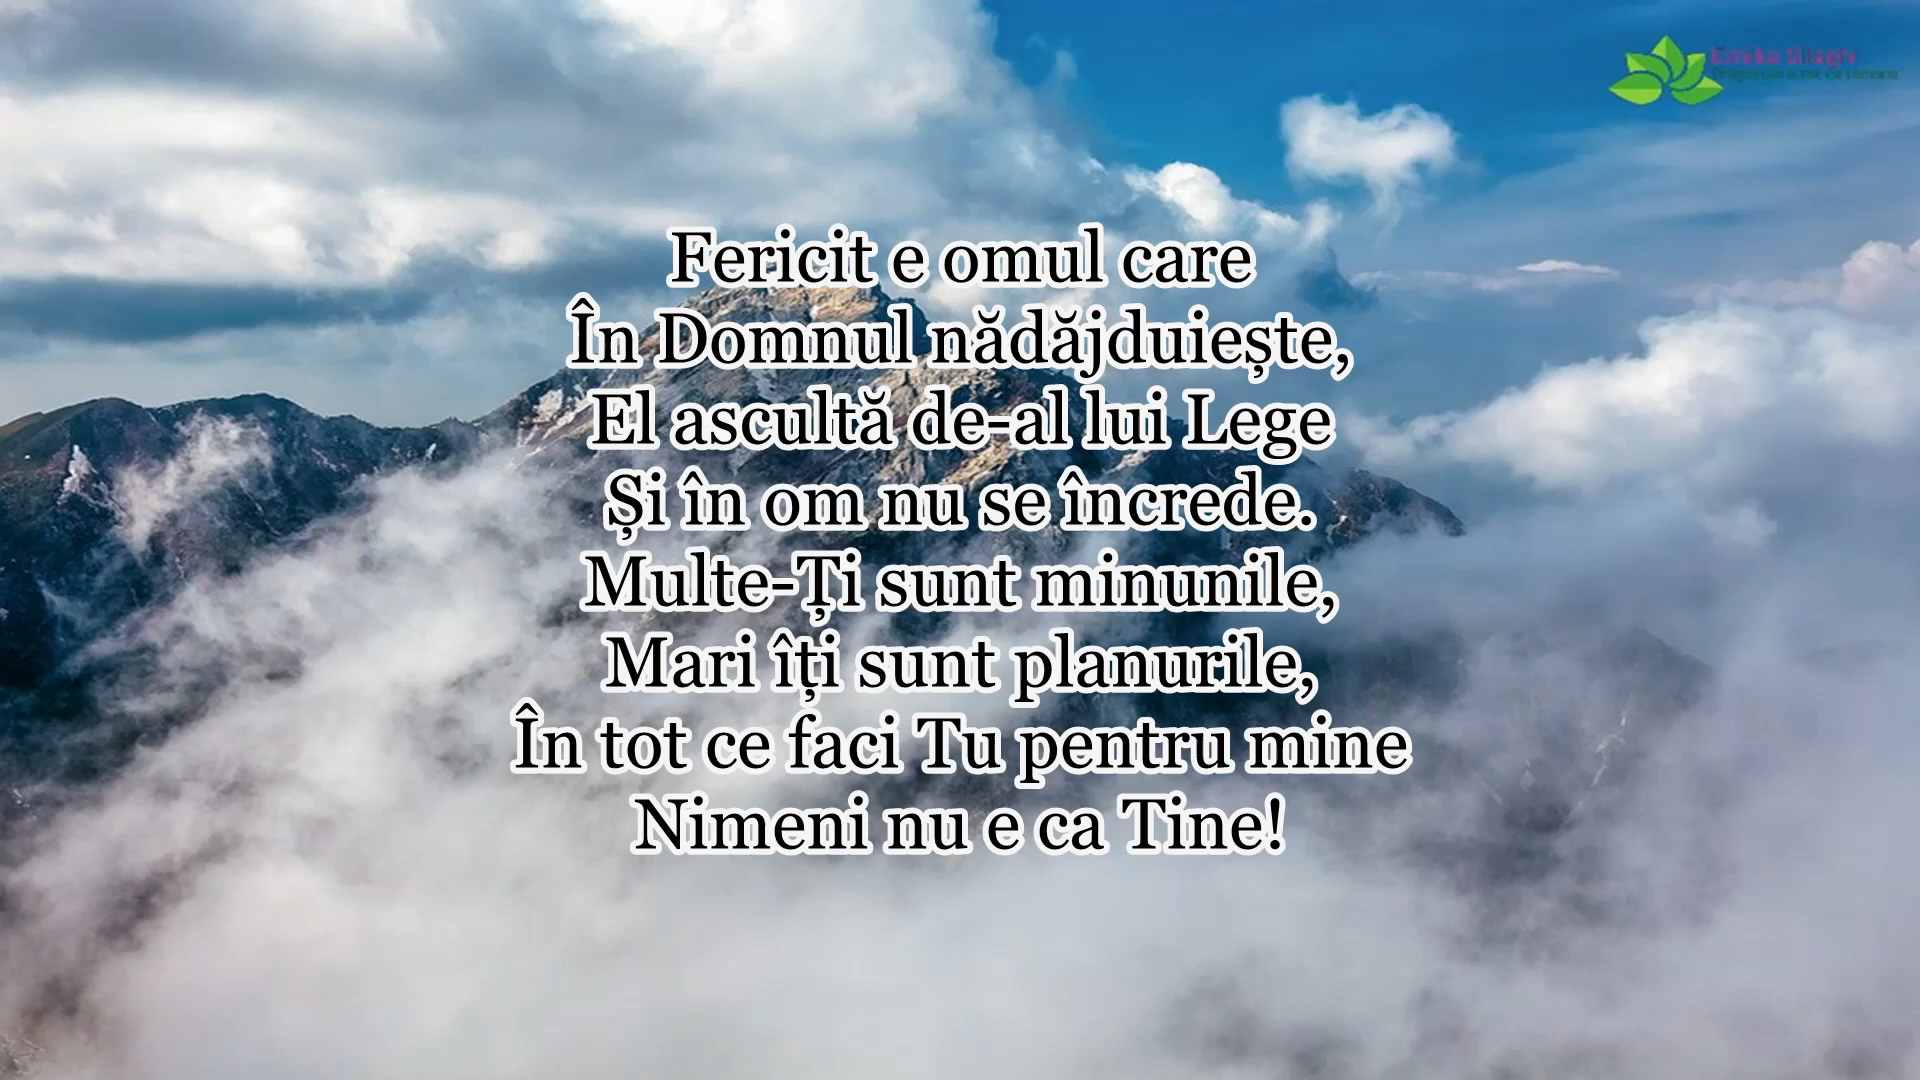 Fericit e omul care
În Domnul nădăjduiește,
El ascultă de-al lui Lege
Și în om nu se încrede.
Multe-Ți sunt minunile,
Mari îți sunt planurile,
În tot ce faci Tu pentru mine
Nimeni nu e ca Tine!